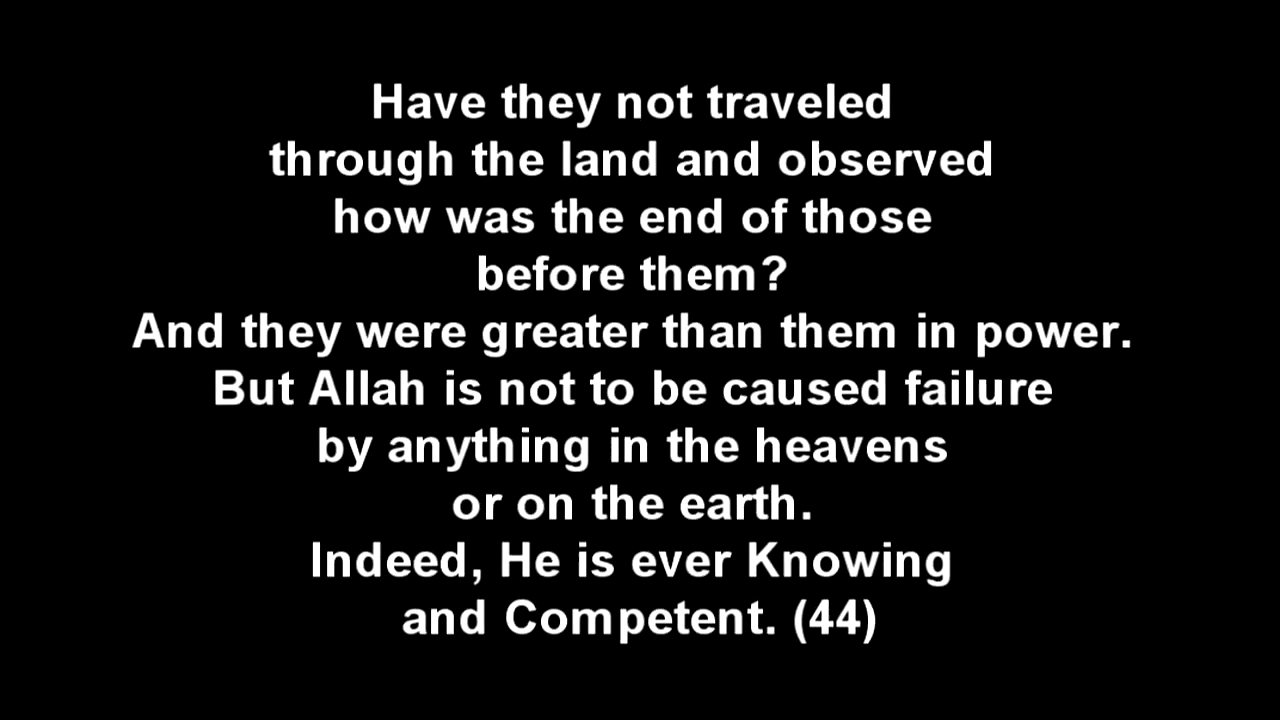 Have they not traveled
through the land and observed
how was the end of those
before them?
And they were greater than them in power.
But Allah is not to be caused failure
by anything in the heavens
or on the earth.
Indeed, He is ever Knowing
and Competent. (44)